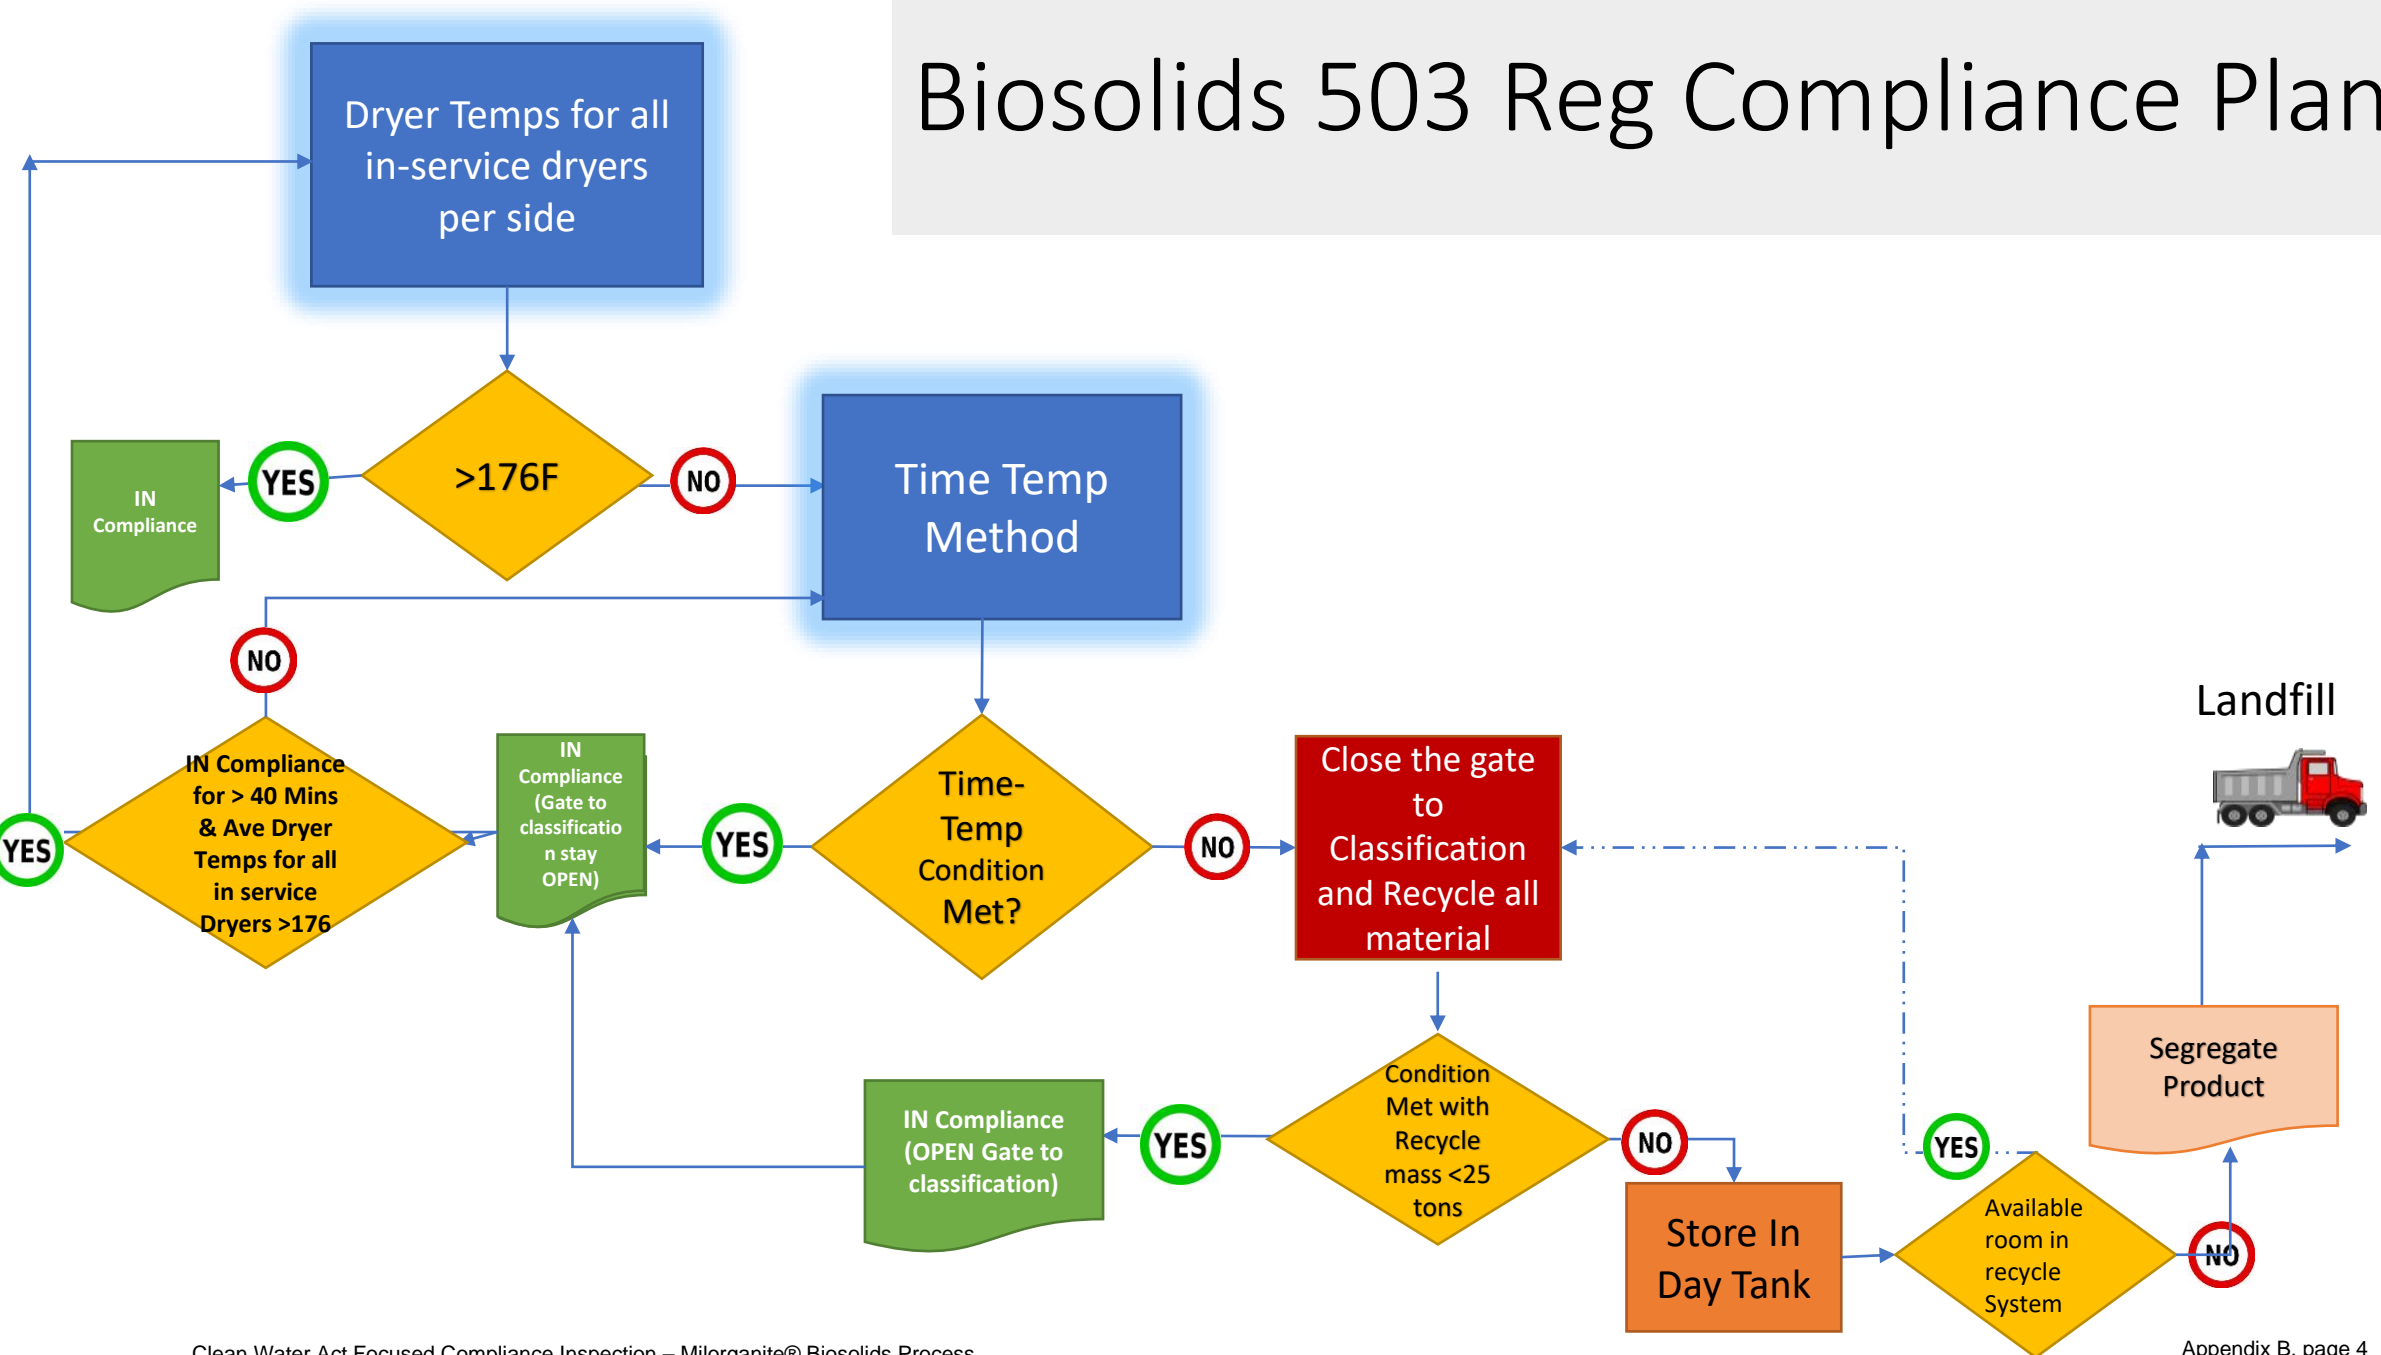 Biosolids 503 Reg Compliance Plan
Dryer Temps for all
in-service dryers
per side
>176F
YES
NO
IN
Compliance
Time Temp
Method
NO
IN Compliance
for > 40 Mins
& Ave Dryer
Temps for all
in service
Dryers >176
YES
IN
Compliance
(Gate to
classificatio
n stay
OPEN)
YES
Time-
Temp
Condition
Met?
NO
Close the gate
to
Classification
and Recycle all
material
Landfill
Segregate
Product
Condition
Met with
Recycle
mass <25
tons
YES
IN Compliance
(OPEN Gate to
classification)
NO
Store In
Day Tank
YES
Available
room in
recycle
System
NO
Clean Water Act Focused Compliance Inspection – Milorganite® Biosolids Process
Appendix B, page 4